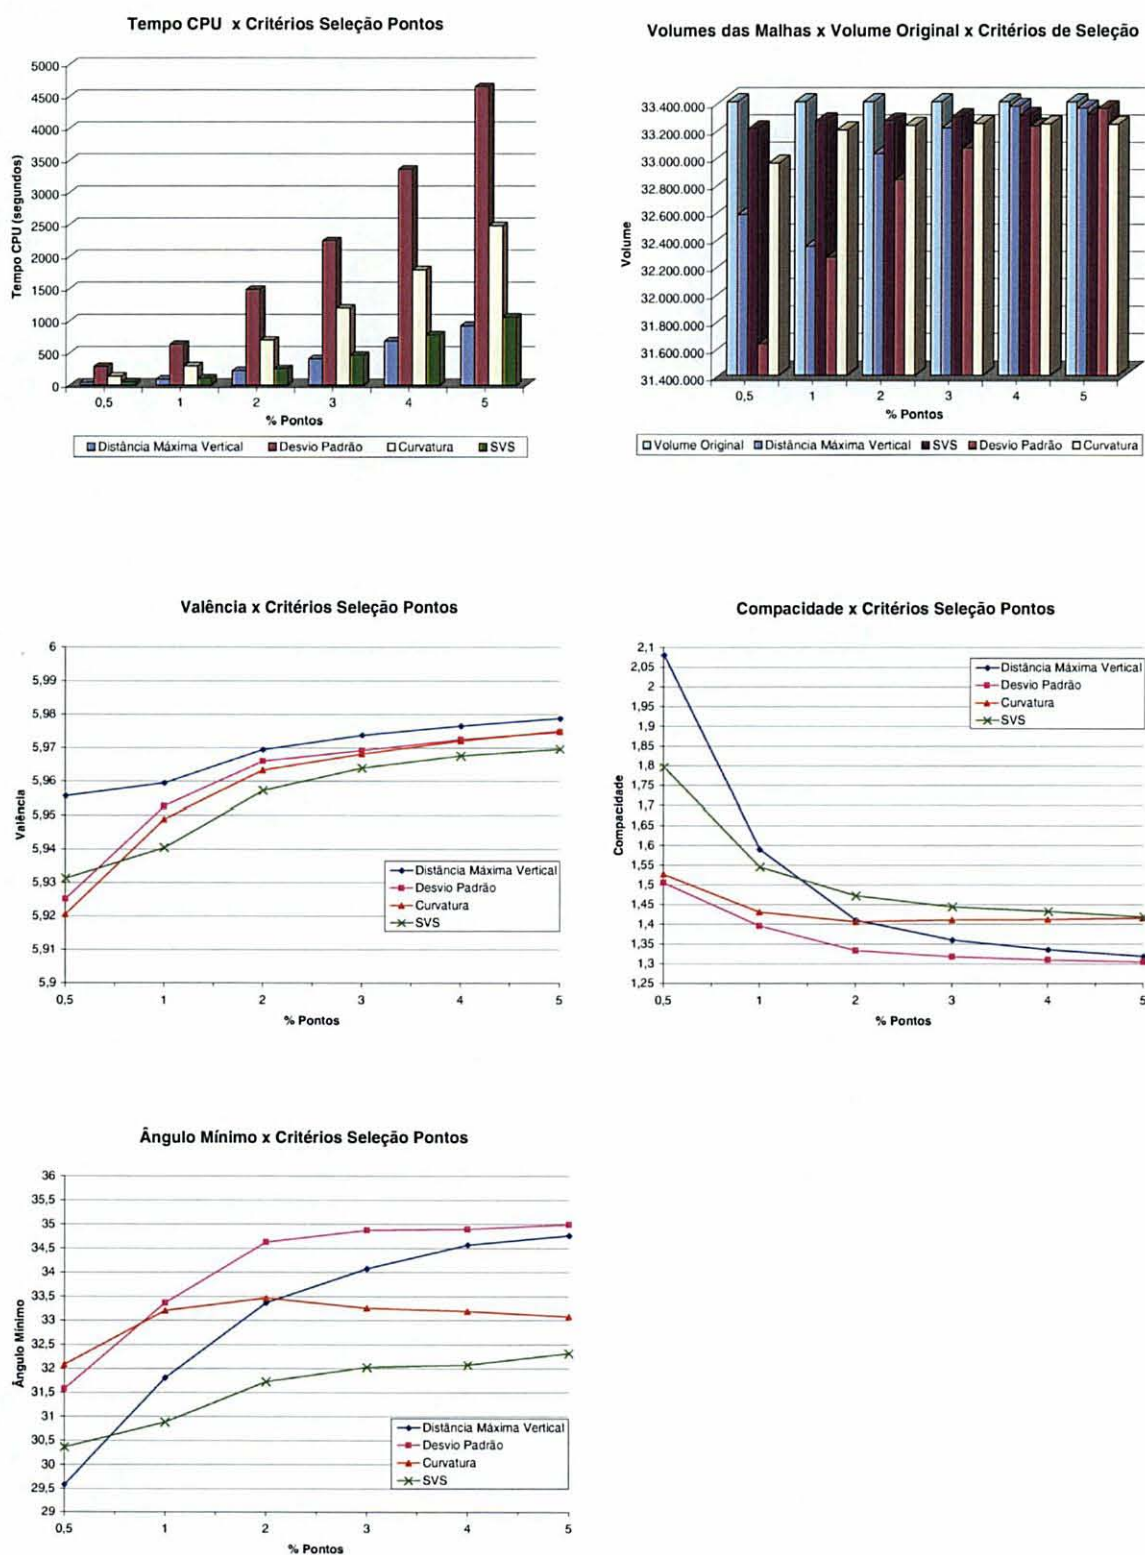 Tempo CPU x Critérios Seleção Pontos
5000
4500
4000
3500
3000
2500
2000
1500
1000
500
0
Tempo CPU (segundos)
0,5 1 2 3 4 5
% Pontos
Distância Máxima Vertical Desvio Padrão Curvatura SVS
Volumes das Malhas x Volume Original x Critérios de Seleção
33.400.000
33.200.000
33.000.000
32.800.000
32.600.000
32.400.000
32.200.000
32.000.000
31.800.000
31.600.000
31.400.000
Volume
0,5 1 2 3 4 5
% Pontos
Volume Original Distância Máxima Vertical SVS Desvio Padrão Curvatura
Valência x Critérios Seleção Pontos
6
5,99
5,98
5,97
5,96
5,95
5,94
5,93
5,92
5,91
5,9
Valência
Distância Máxima Vertical
Desvio Padrão
Curvatura
SVS
0,5 1 2 3 4 5
% Pontos
Compacidade x Critérios Seleção Pontos
2,1
2,05
2
1,95
1,9
1,85
1,8
1,75
1,7
1,65
1,6
1,55
1,5
1,45
1,4
1,35
1,3
1,25
Compacidade
Distância Máxima Vertical
Desvio Padrão
Curvatura
SVS
0,5 1 2 3 4 5
% Pontos
Ângulo Mínimo x Critérios Seleção Pontos
36
35,5
35
34,5
34
33,5
33
32,5
32
31,5
31
30,5
30
29,5
29
Ângulo Mínimo
Distância Máxima Vertical
Desvio Padrão
Curvatura
SVS
0,5 1 2 3 4 5
% Pontos